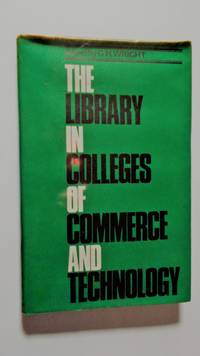 G H WRIGHT
THE
LIBRARY
IN
COLLEGES
OF
COMMERCE
AND
TECHNOLOGY